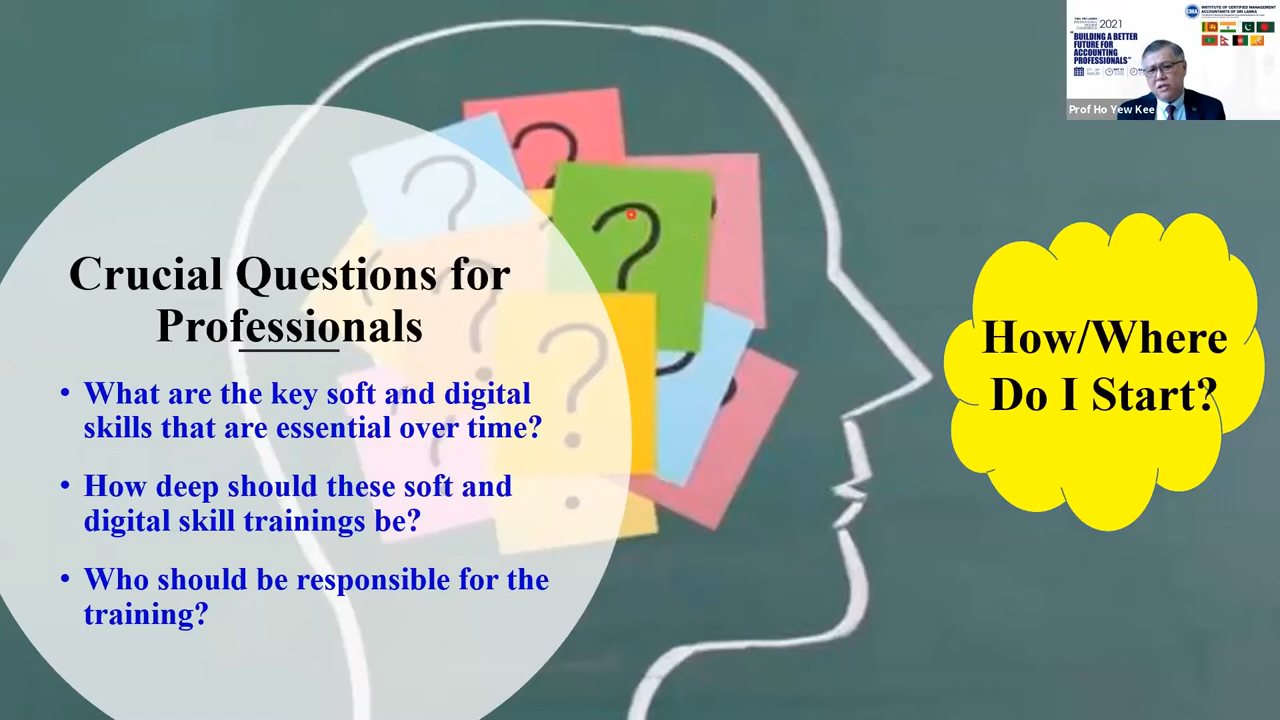 Crucial Questions for
Professionals
• What are the key soft and digital
skills that are essential over time?
• How deep should these soft and
digital skill trainings be?
• Who should be responsible for the
training?
How/Where
Do I Start?
2021
"BUILDING A BETTER
FUTURE FOR
ACCOUNTING
PROFESSIONALS"
CMA
INSTITUTE OF CERTIFIED MANAGEMENT
ACCOUNTANTS OF SRI LANKA
Prof Ho Yew Kee
? ? ? ? ?